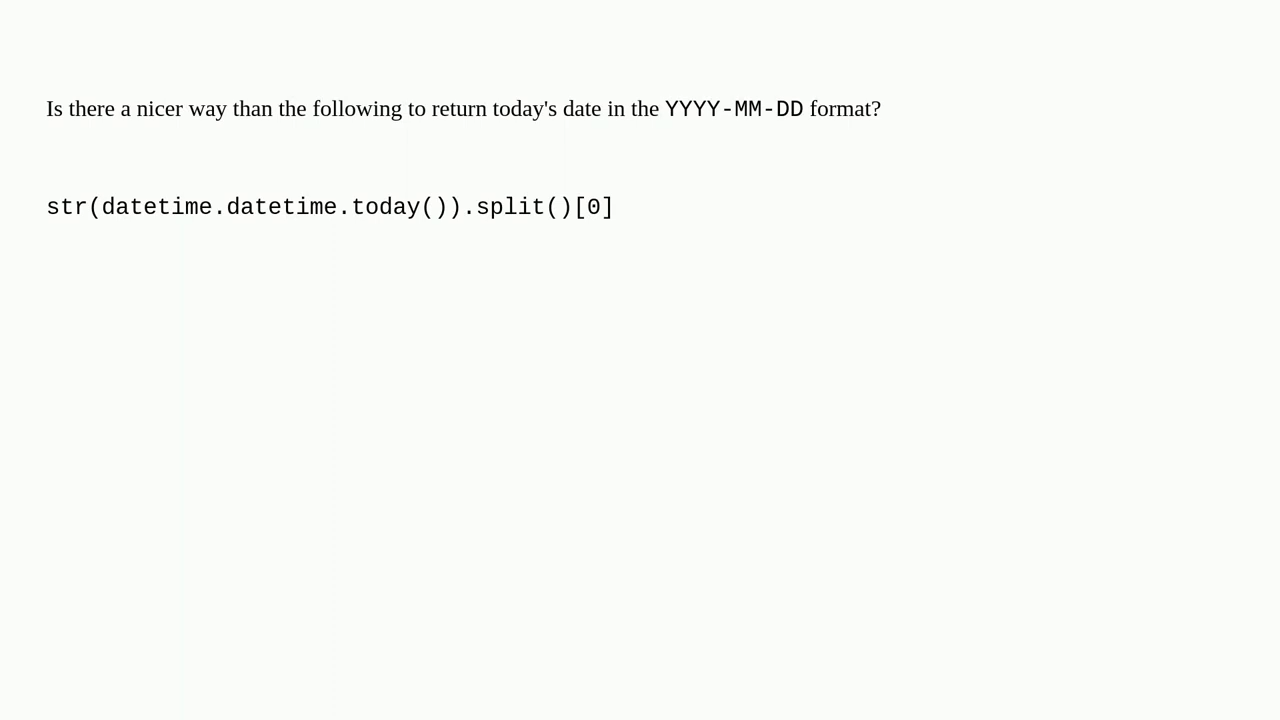 Is there a nicer way than the following to return today's date in the YYYY-MM-DD format?
str(datetime.datetime.today()).split()[0]